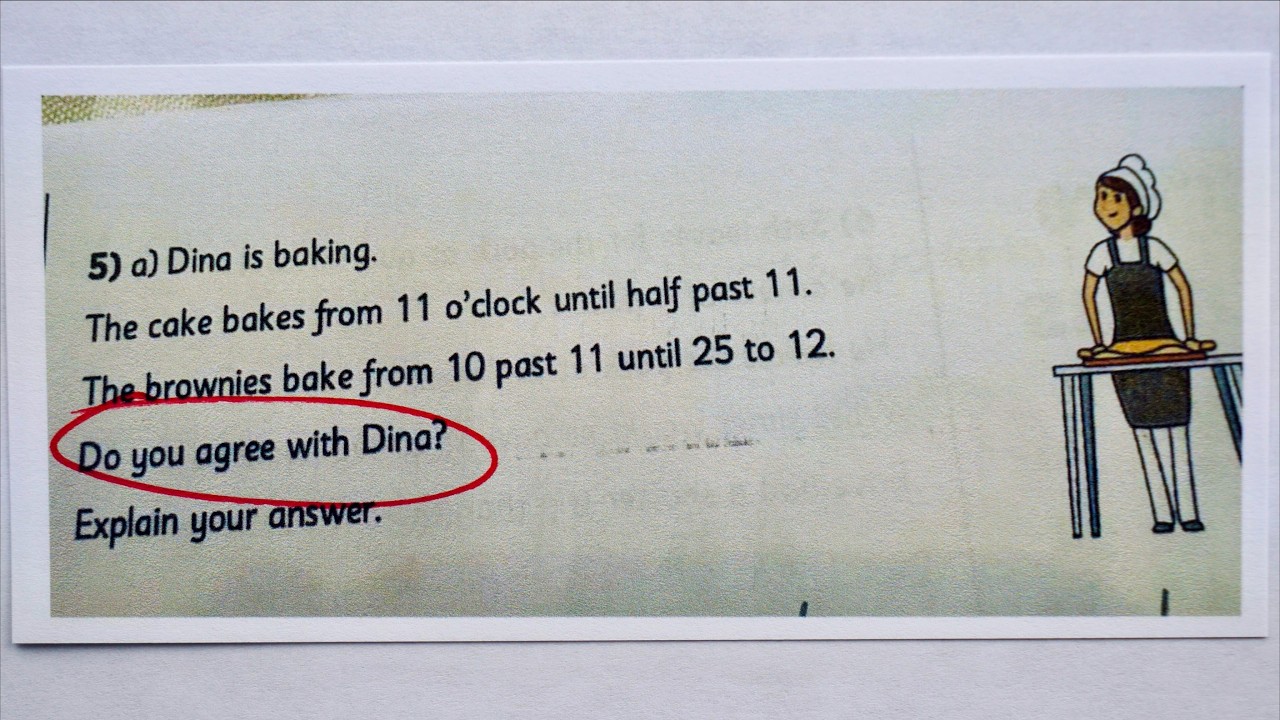 5) a) Dina is baking.
The cake bakes from 11 o'clock until half past 11.
The brownies bake from 10 past 11 until 25 to 12.
Do you agree with Dina?
Explain your answer.